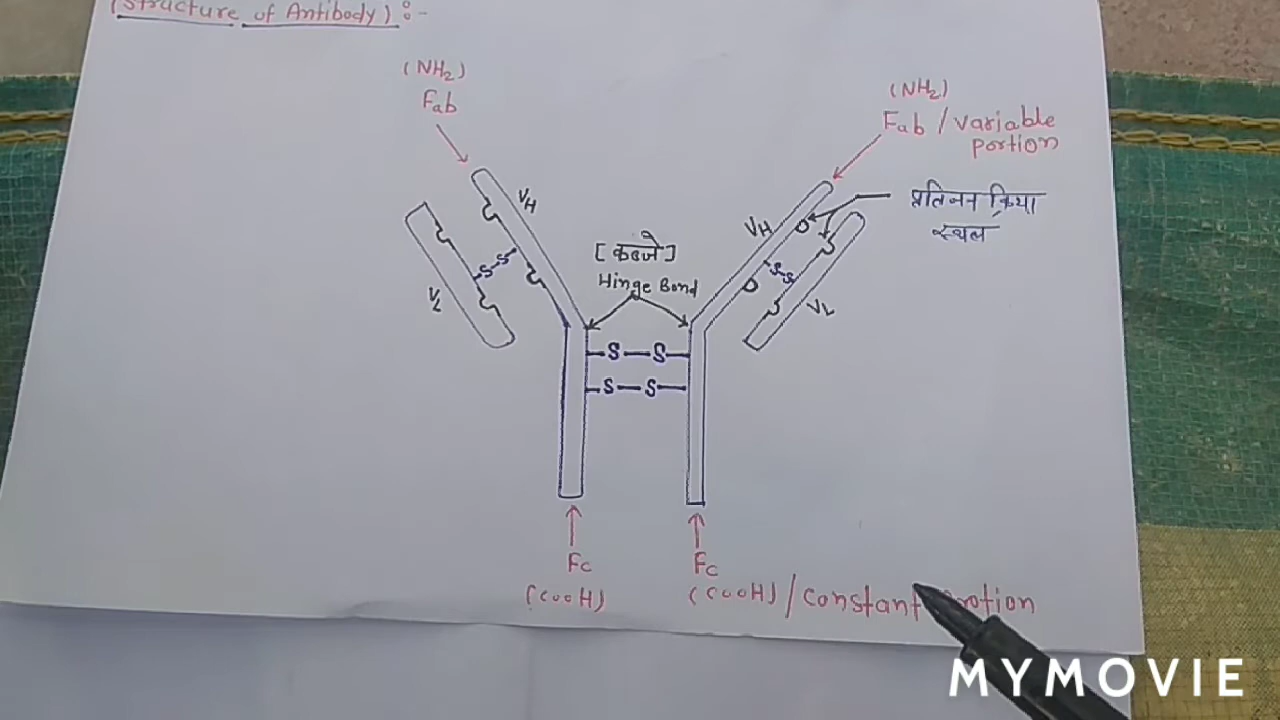 (Structure of Antibody) :-
(NH2)
Fab
(NH2)
Fab / variable
portion
VH
VH
प्रतिजन क्रिया
स्थल
[कब्जे]
Hinge Bond
S S
S S
VL
VL
S S
S S
Fc
(COOH)
Fc
(COOH) / constant
MYMOVIE